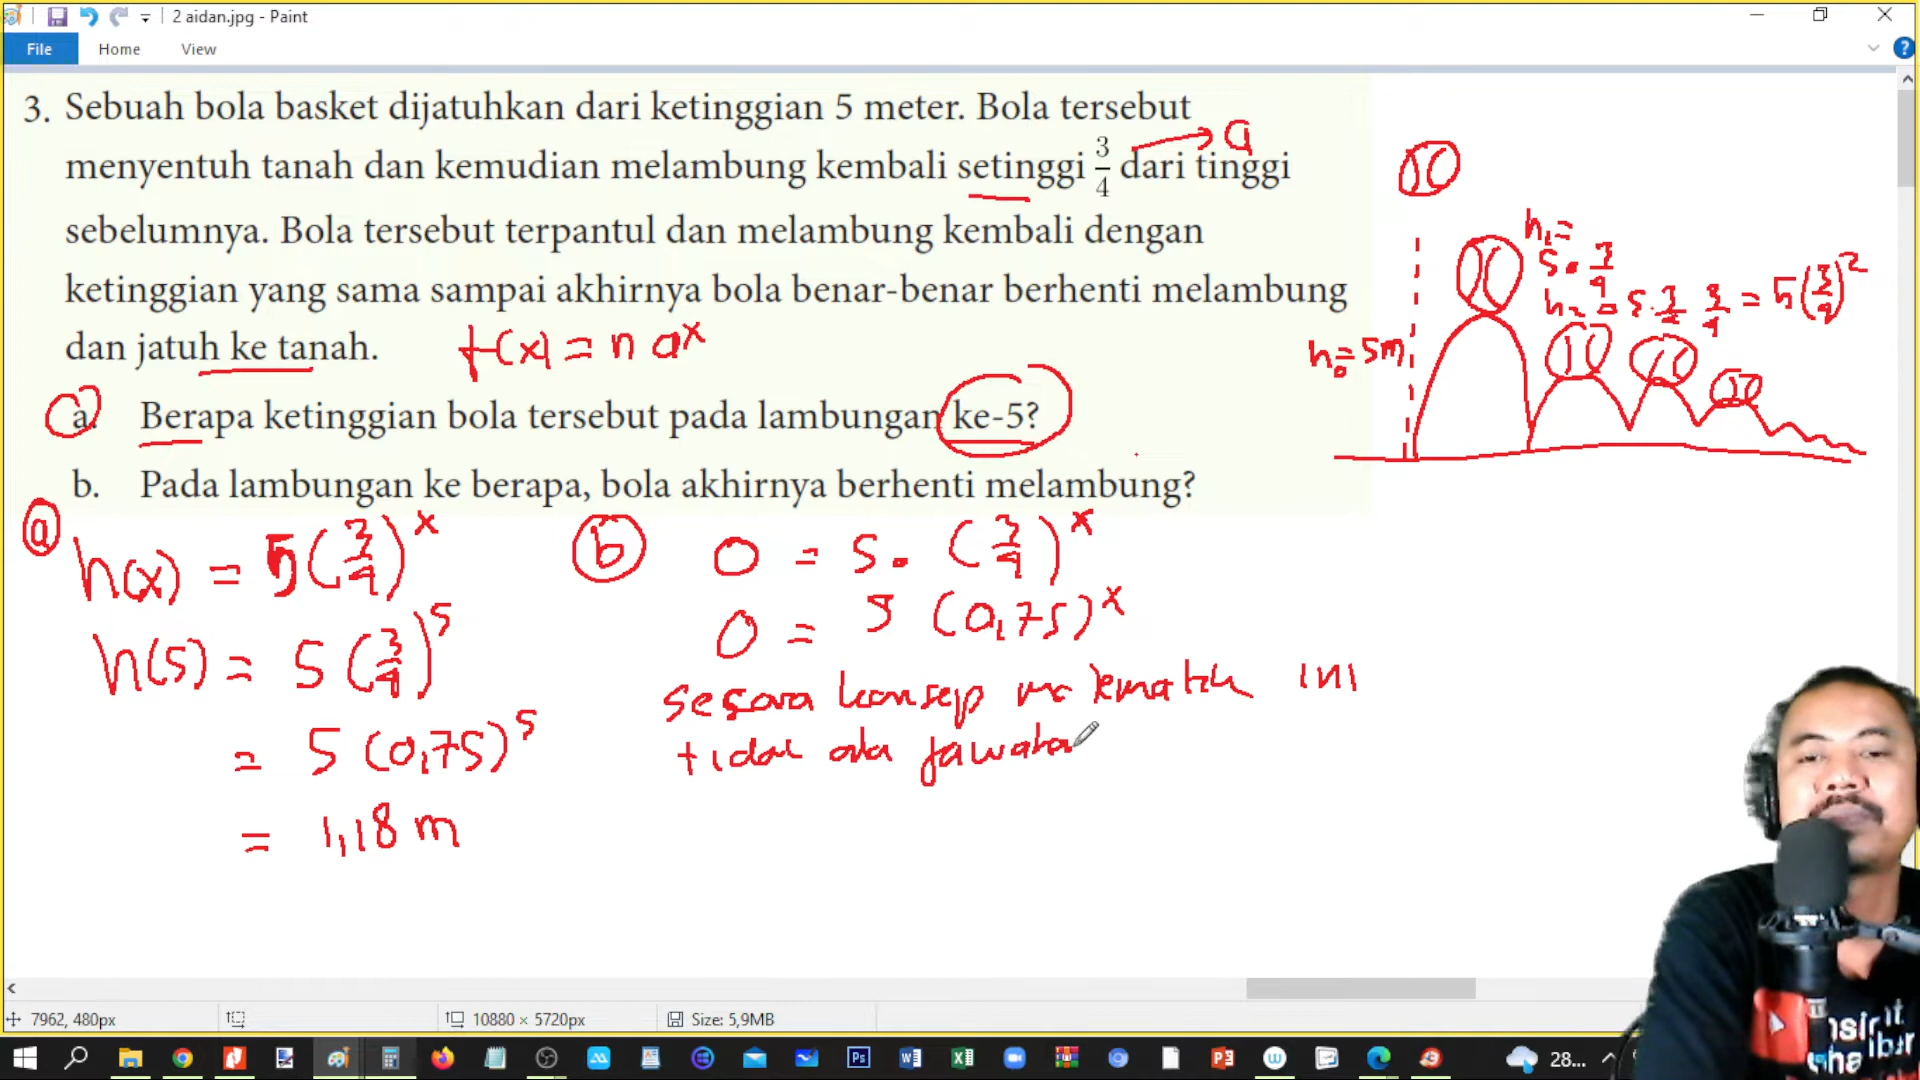 2 aidan.jpg - Paint
File Home View
3. Sebuah bola basket dijatuhkan dari ketinggian 5 meter. Bola tersebut
menyentuh tanah dan kemudian melambung kembali setinggi 3/4 dari tinggi
sebelumnya. Bola tersebut terpantul dan melambung kembali dengan
ketinggian yang sama sampai akhirnya bola benar-benar berhenti melambung
dan jatuh ke tanah.
a
f(x) = n a^x
a. Berapa ketinggian bola tersebut pada lambungan ke-5?
b. Pada lambungan ke berapa, bola akhirnya berhenti melambung?
h₁=
5 . 3/4
h₂ = 5 . 3/4 3/4 = 5(3/4)²
h₀ = 5m
a
h(x) = 5(3/4)^x
h(5) = 5(3/4)^5
= 5(0,75)^5
= 1,18 m
b
0 = 5 . (3/4)^x
0 = 5 (0,75)^x
secara konsep matematik ini
tidak ada jawaba
7962, 480px
10880 × 5720px
Size: 5,9MB
28...